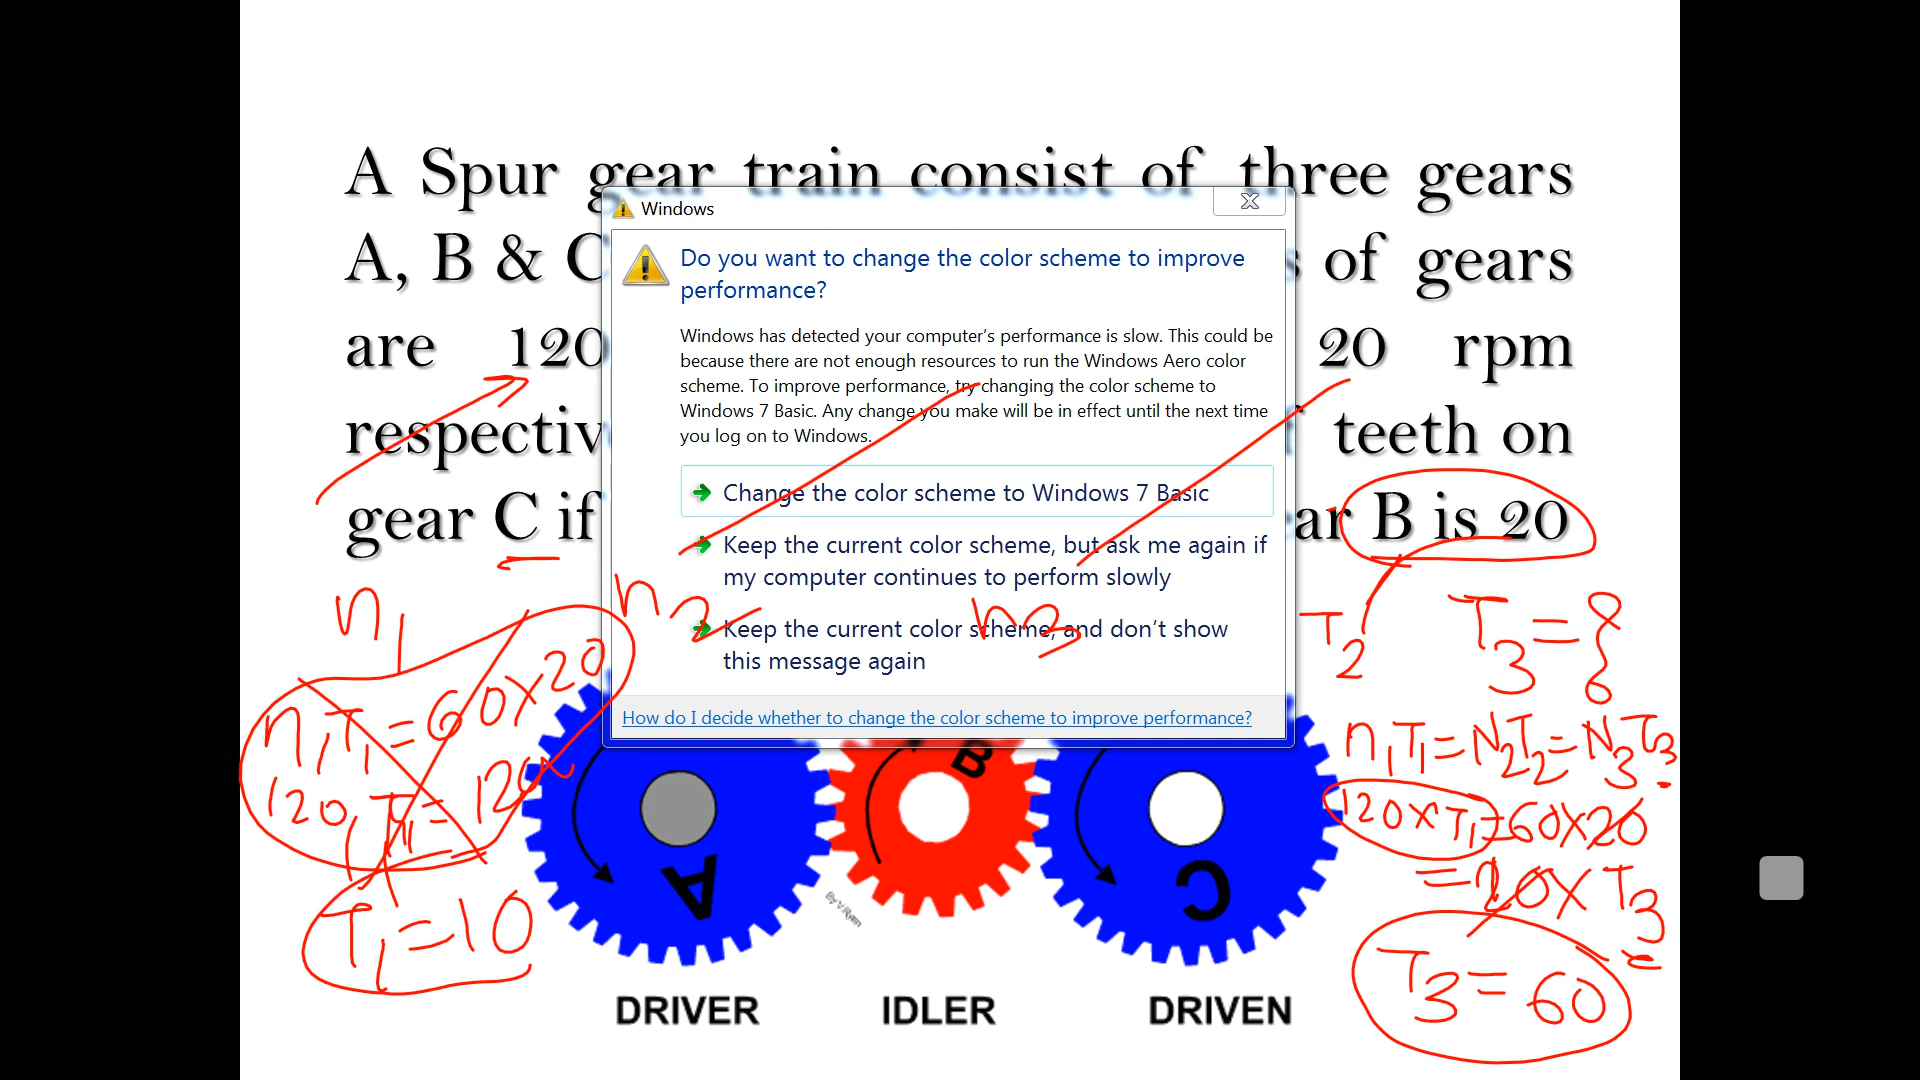 A Spur gear train consist of three gears
Windows
A, B & C of gears
Do you want to change the color scheme to improve
performance?
are 120 20 rpm
Windows has detected your computer's performance is slow. This could be
because there are not enough resources to run the Windows Aero color
scheme. To improve performance, try changing the color scheme to
Windows 7 Basic. Any change you make will be in effect until the next time
you log on to Windows.
teeth on
Change the color scheme to Windows 7 Basic
gear C if B is 20
Keep the current color scheme, but ask me again if
my computer continues to perform slowly
Keep the current color scheme, and don't show
this message again
How do I decide whether to change the color scheme to improve performance?
n1
n2
n3
T2
T3 =
n1T1 = 60x20
120, T1 =
T1 = 10
n1T1 = N2T2 = N3T3
120xT1 = 60x20
= 20xT3
T3 = 60
A
B
C
DRIVER
IDLER
DRIVEN